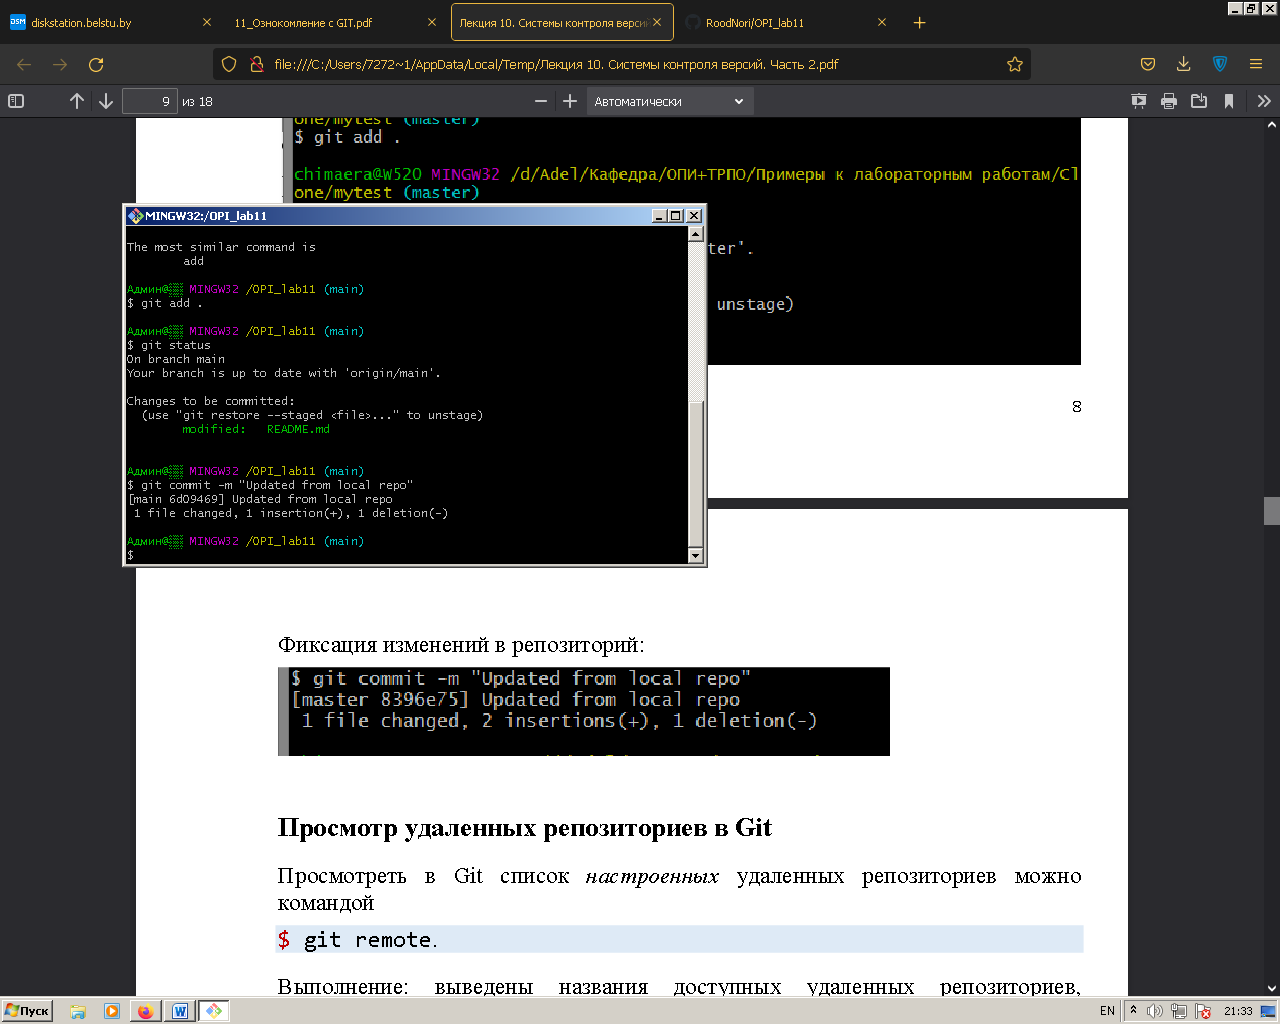 diskstation.belstu.by
11_Ознокомление с GIT.pdf
Лекция 10. Системы контроля версий
RoodNori/OPI_lab11
file:///C:/Users/7272~1/AppData/Local/Temp/Лекция 10. Системы контроля версий. Часть 2.pdf
9 из 18
Автоматически
one/mytest (master)
$ git add .
chimaera@W520 MINGW32 /d/Adel/Кафедра/ОПИ+ТРПО/Примеры к лабораторным работам/Cl
one/mytest (master)
ter'.
unstage)
8
MINGW32:/OPI_lab11
The most similar command is
add
Админ@ MINGW32 /OPI_lab11 (main)
$ git add .
Админ@ MINGW32 /OPI_lab11 (main)
$ git status
On branch main
Your branch is up to date with 'origin/main'.
Changes to be committed:
(use "git restore --staged <file>..." to unstage)
modified: README.md
Админ@ MINGW32 /OPI_lab11 (main)
$ git commit -m "Updated from local repo"
[main 6d09469] Updated from local repo
1 file changed, 1 insertion(+), 1 deletion(-)
Админ@ MINGW32 /OPI_lab11 (main)
$
Фиксация изменений в репозиторий:
$ git commit -m "Updated from local repo"
[master 8396e75] Updated from local repo
1 file changed, 2 insertions(+), 1 deletion(-)
Просмотр удаленных репозиториев в Git
Просмотреть в Git список настроенных удаленных репозиториев можно
командой
$ git remote.
Выполнение: выведены названия доступных удаленных репозиториев,
Пуск
EN
21:33